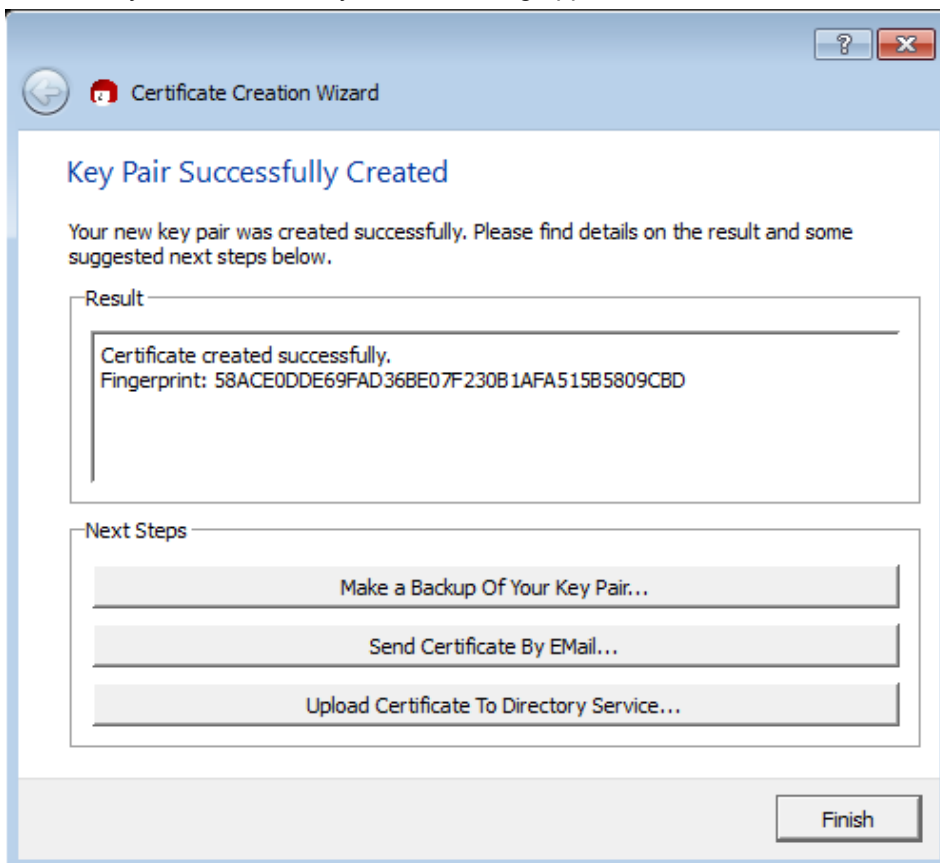 ?
Certificate Creation Wizard
Key Pair Successfully Created
Your new key pair was created successfully. Please find details on the result and some
suggested next steps below.
Result
Certificate created successfully.
Fingerprint: 58ACE0DDE69FAD36BE07F230B1AFA515B5809CBD
Next Steps
Make a Backup Of Your Key Pair...
Send Certificate By EMail...
Upload Certificate To Directory Service...
Finish